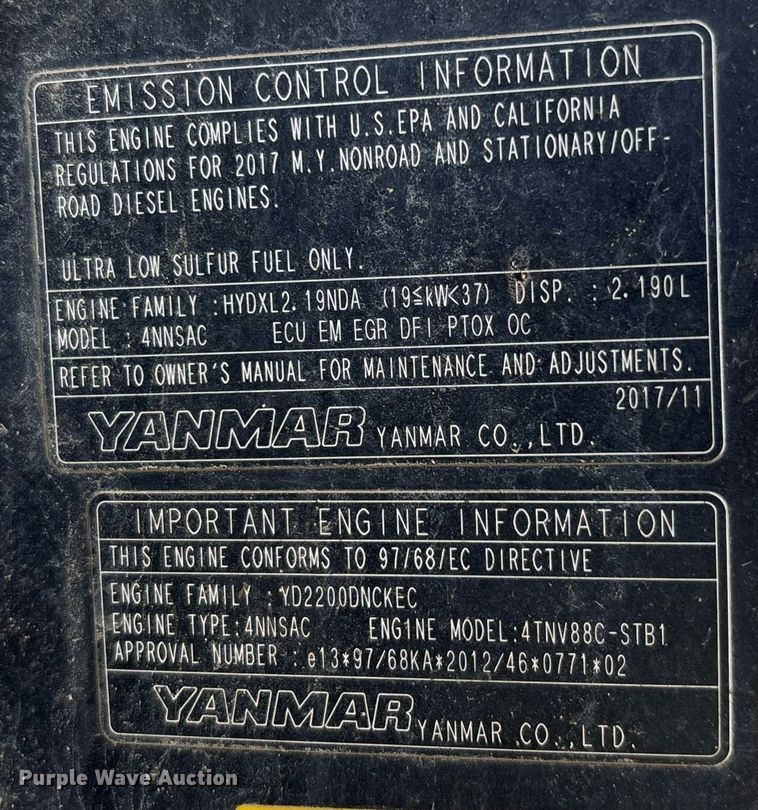 EMISSION CONTROL INFORMATION
THIS ENGINE COMPLIES WITH U.S.EPA AND CALIFORNIA
REGULATIONS FOR 2017 M.Y.NONROAD AND STATIONARY/OFF-
ROAD DIESEL ENGINES.
ULTRA LOW SULFUR FUEL ONLY.
ENGINE FAMILY :HYDXL2.19NDA (19≦kW<37) DISP. : 2.190L
MODEL : 4NNSAC ECU EM EGR DFI PTOX OC
REFER TO OWNER'S MANUAL FOR MAINTENANCE AND ADJUSTMENTS.
2017/11
YANMAR YANMAR CO.,LTD.
IMPORTANT ENGINE INFORMATION
THIS ENGINE CONFORMS TO 97/68/EC DIRECTIVE
ENGINE FAMILY :YD2200DNCKEC
ENGINE TYPE:4NNSAC ENG1NE MODEL:4TNV88C-STB1
APPROVAL NUMBER :e13*97/68KA*2012/46*0771*02
YANMAR YANMAR CO.,LTD.
Purple Wave Auction